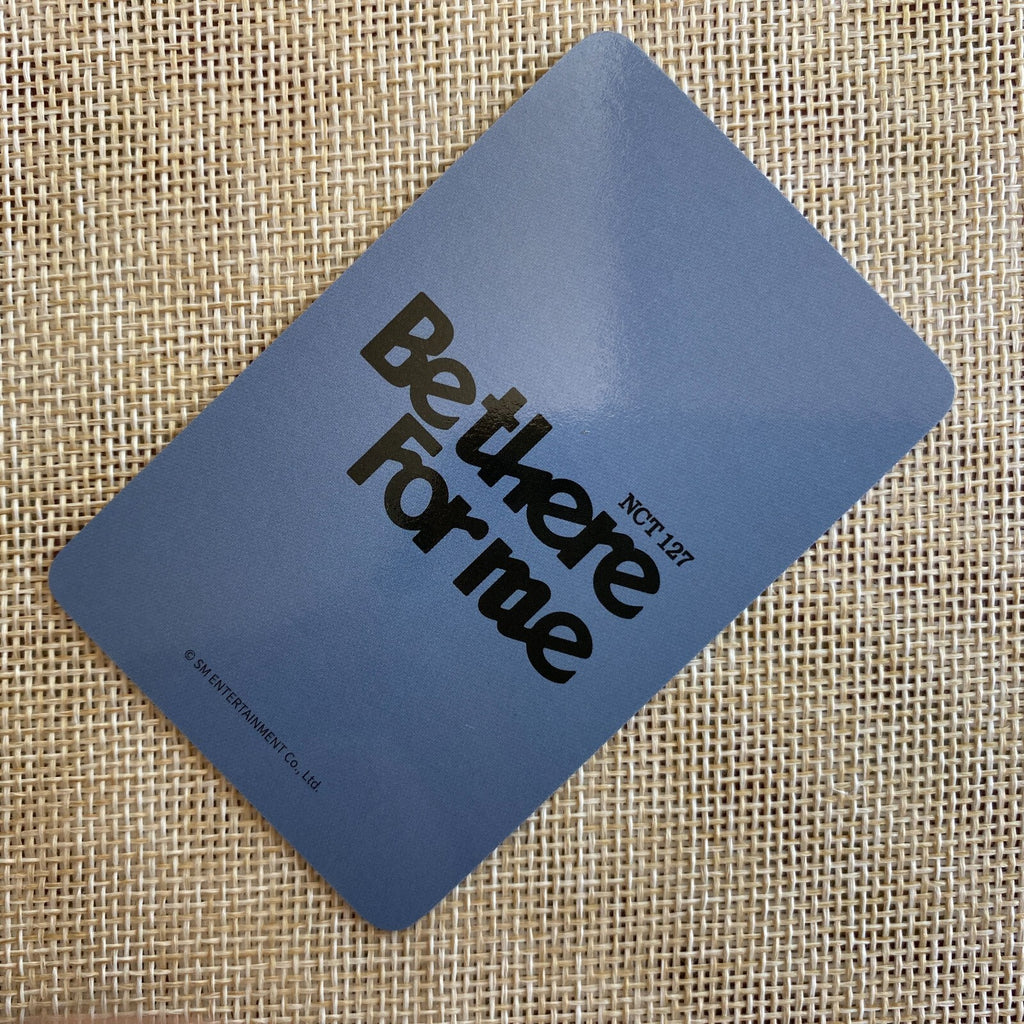 NCT 127
Be there
For me
© SM ENTERTAINMENT Co., Ltd.